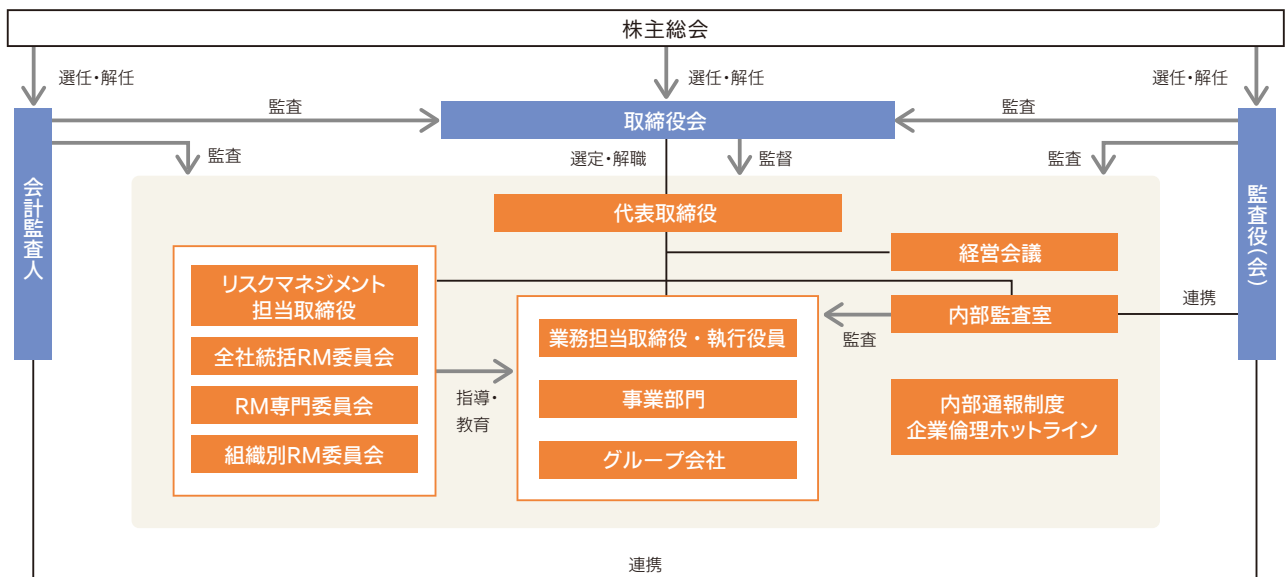 株主総会
選任・解任
選任・解任
選任・解任
監査
取締役会
監査
監査
選定・解職
監督
監査
会計監査人
監査役(会)
代表取締役
経営会議
リスクマネジメント
担当取締役
全社統括RM委員会
RM専門委員会
組織別RM委員会
指導・
教育
業務担当取締役・執行役員
事業部門
グループ会社
監査
内部監査室
連携
内部通報制度
企業倫理ホットライン
連携